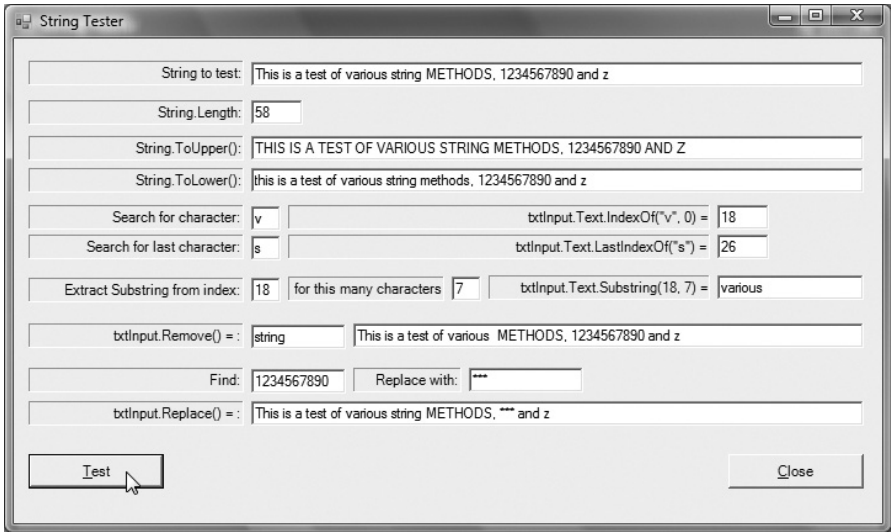 String Tester
String to test: This is a test of various string METHODS, 1234567890 and z
String.Length: 58
String.ToUpper(): THIS IS A TEST OF VARIOUS STRING METHODS, 1234567890 AND Z
String.ToLower(): this is a test of various string methods, 1234567890 and z
Search for character: v txtInput.Text.IndexOf("v", 0) = 18
Search for last character: s txtInput.Text.LastIndexOf("s") = 26
Extract Substring from index: 18 for this many characters 7 txtInput.Text.Substring(18, 7) = various
txtInput.Remove() = : string This is a test of various  METHODS, 1234567890 and z
Find: 1234567890 Replace with: ***
txtInput.Replace() = : This is a test of various string METHODS, *** and z
Test Close